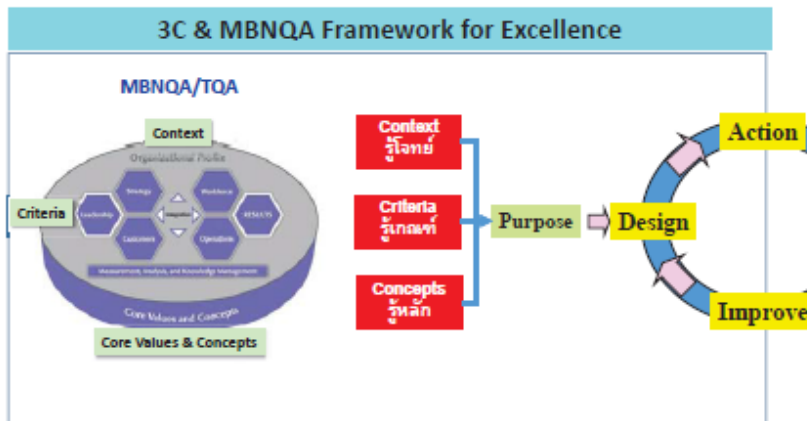 3C & MBNQA Framework for Excellence
MBNQA/TQA
Context
Organizational Profile
Strategy
Workforce
Criteria
Leadership
Integration
RESULTS
Customers
Operations
Measurement, Analysis, and Knowledge Management
Core Values and Concepts
Core Values & Concepts
Context
รู้โจทย์
Criteria
รู้เกณฑ์
Concepts
รู้หลัก
Purpose
Design
Action
Improve